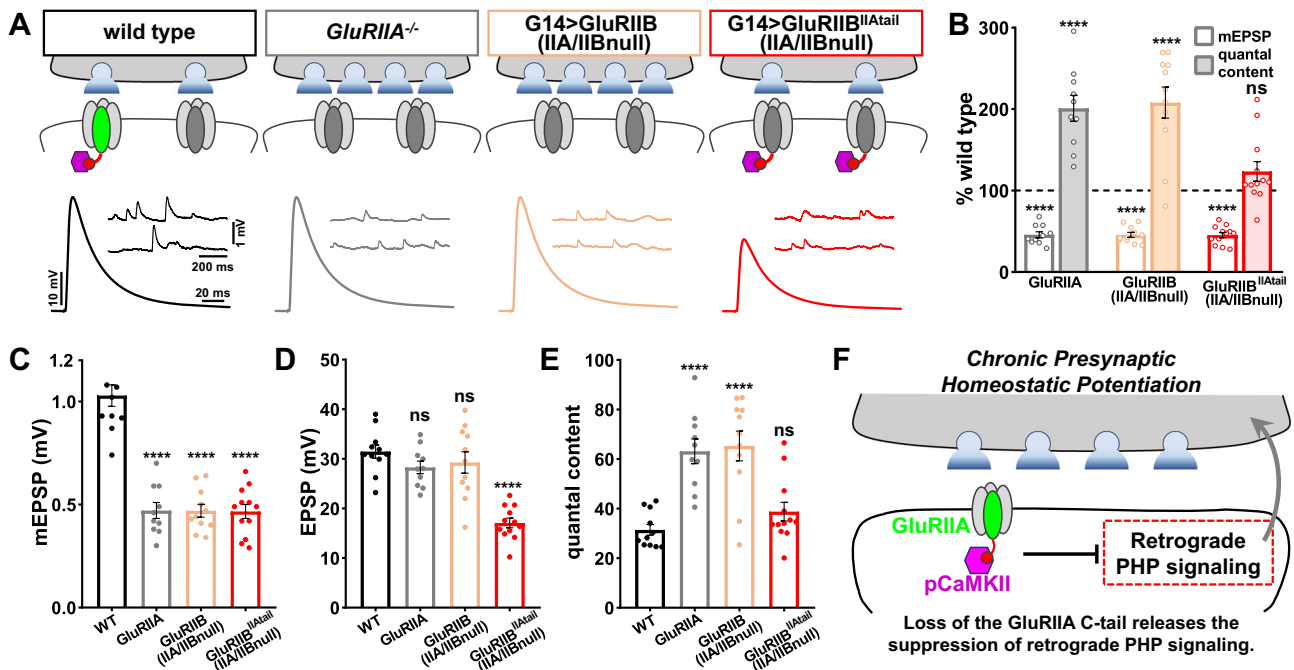 A
wild type
GluRIIA-/-
G14>GluRIIB
(IIA/IIBnull)
G14>GluRIIBIIAtail
(IIA/IIBnull)
10 mV
1 mV
200 ms
20 ms
B
mEPSP
quantal
content
% wild type
300
200
100
0
****
****
****
****
****
ns
GluRIIA
GluRIIB
(IIA/IIBnull)
GluRIIBIIAtail
(IIA/IIBnull)
C
mEPSP (mV)
1.2
1.0
0.5
0.0
****
****
****
WT
GluRIIA
GluRIIB
(IIA/IIBnull)
GluRIIBIIAtail
(IIA/IIBnull)
D
EPSP (mV)
50
40
30
20
10
0
ns
ns
****
WT
GluRIIA
GluRIIB
(IIA/IIBnull)
GluRIIBIIAtail
(IIA/IIBnull)
E
quantal content
100
80
60
40
20
0
****
****
ns
WT
GluRIIA
GluRIIB
(IIA/IIBnull)
GluRIIBIIAtail
(IIA/IIBnull)
F
Chronic Presynaptic
Homeostatic Potentiation
GluRIIA
pCaMKII
Retrograde
PHP signaling
Loss of the GluRIIA C-tail releases the
suppression of retrograde PHP signaling.